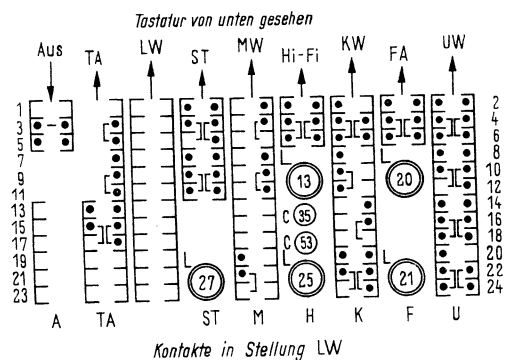 Tastatur von unten gesehen
Aus TA LW ST MW Hi-Fi KW FA UW
1 2
3 4
5 6
7 L L 8
9 13 20 10
11 12
13 C 35 14
15 16
17 C 53 18
19 L L L 20
21 27 25 21 22
23 24
A TA ST M H K F U
Kontakte in Stellung LW